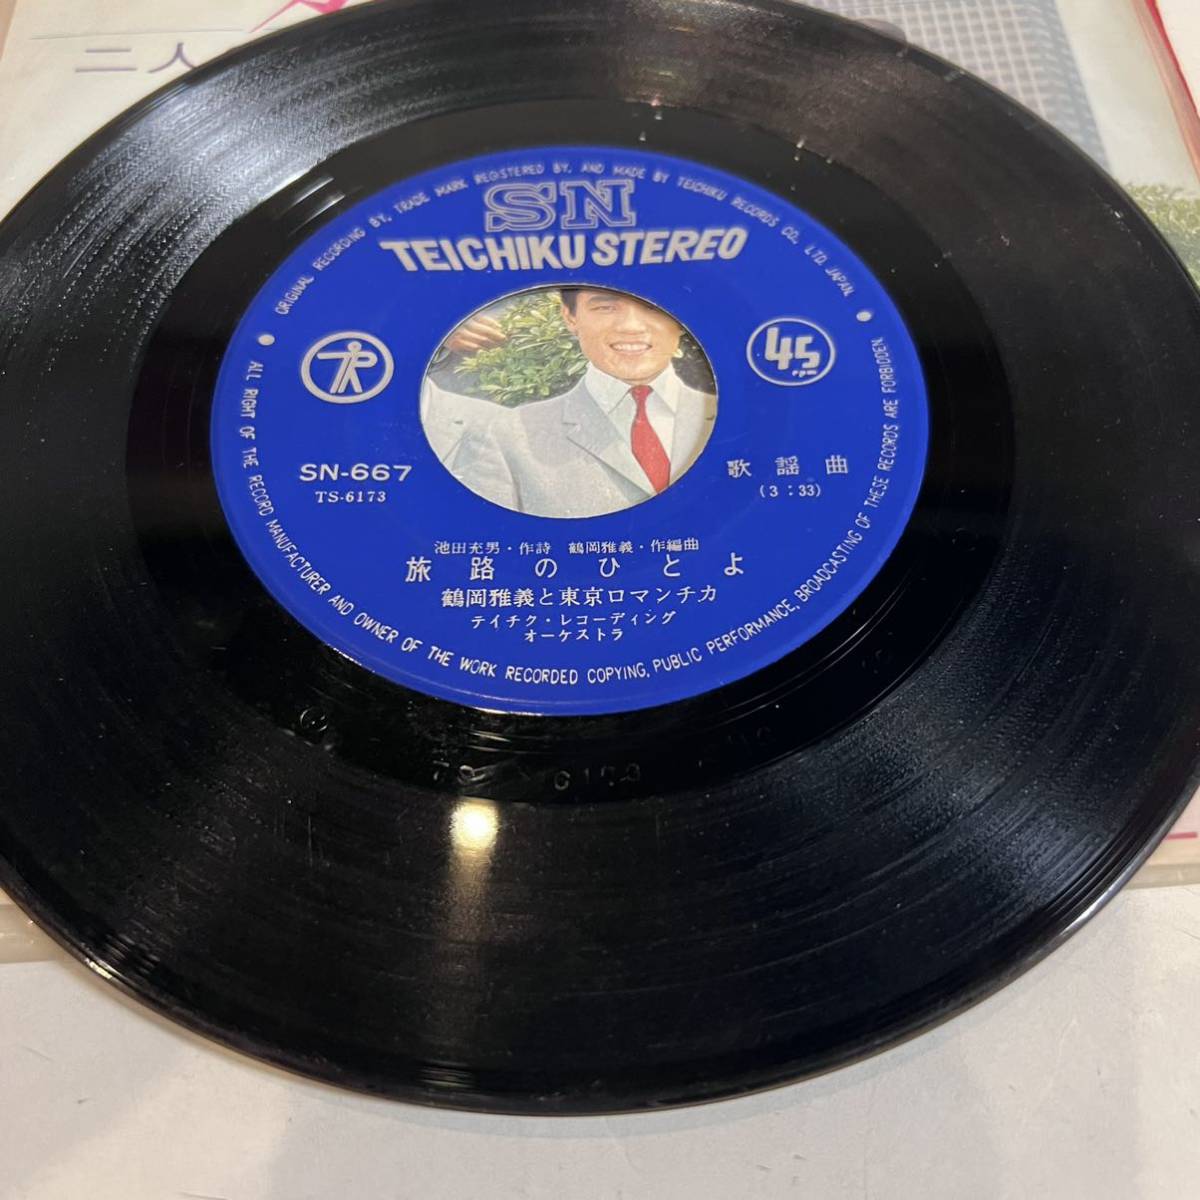 二人
ORIGINAL RECORDING BY, TRADE MARK REGISTERED BY, AND MADE BY TEICHIKU RECORDS CO., LTD. JAPAN.
SN
TEICHIKU STEREO
45
rpm
SN-667
TS-6173
歌謡曲
(3:33)
池田充男・作詩 鶴岡雅義・作編曲
旅路のひとよ
鶴岡雅義と東京ロマンチカ
テイチク・レコーディング
オーケストラ
ALL RIGHT OF THE RECORD MANUFACTURER AND OWNER OF THE WORK RECORDED COPYING, PUBLIC PERFORMANCE, BROADCASTING OF THESE RECORDS ARE FORBIDDEN.
6173